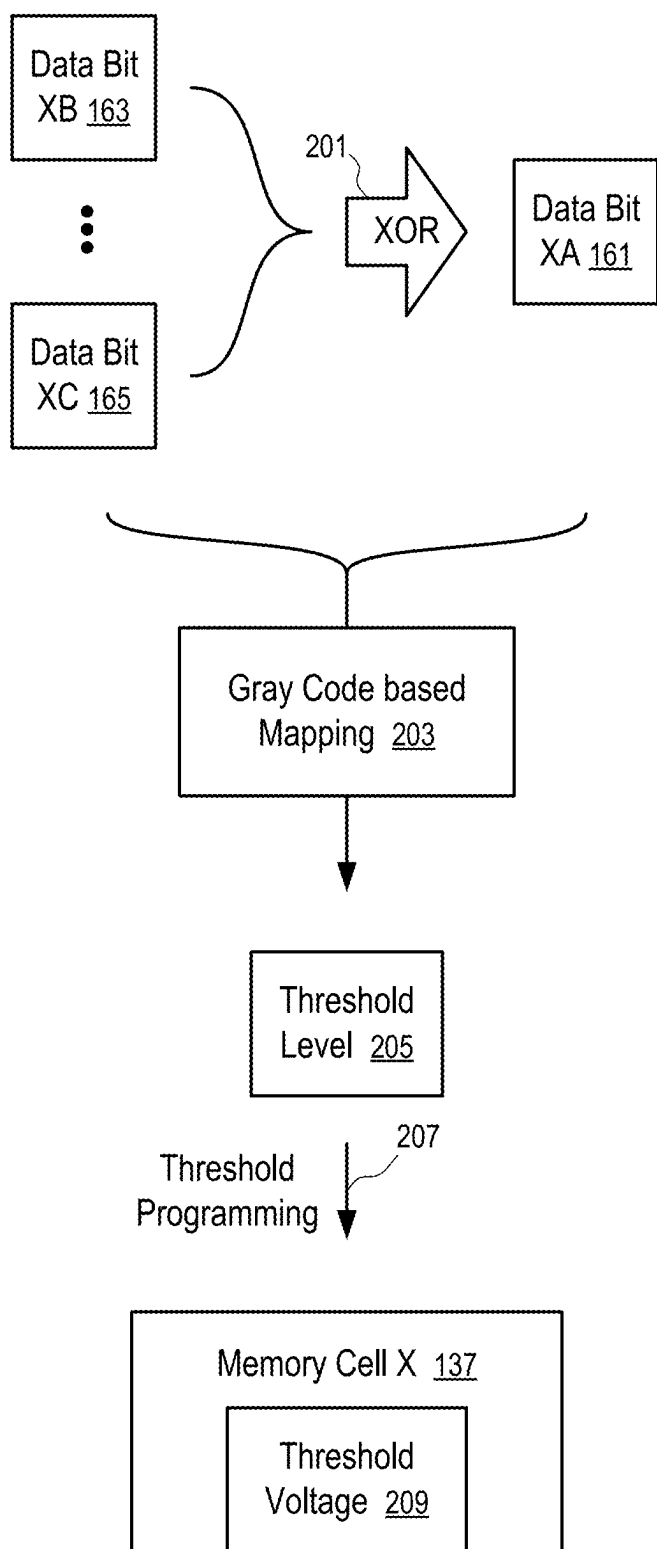 Data Bit
XB 163
201
XOR
Data Bit
XA 161
Data Bit
XC 165
Gray Code based
Mapping 203
Threshold
Level 205
207
Threshold
Programming
Memory Cell X 137
Threshold
Voltage 209